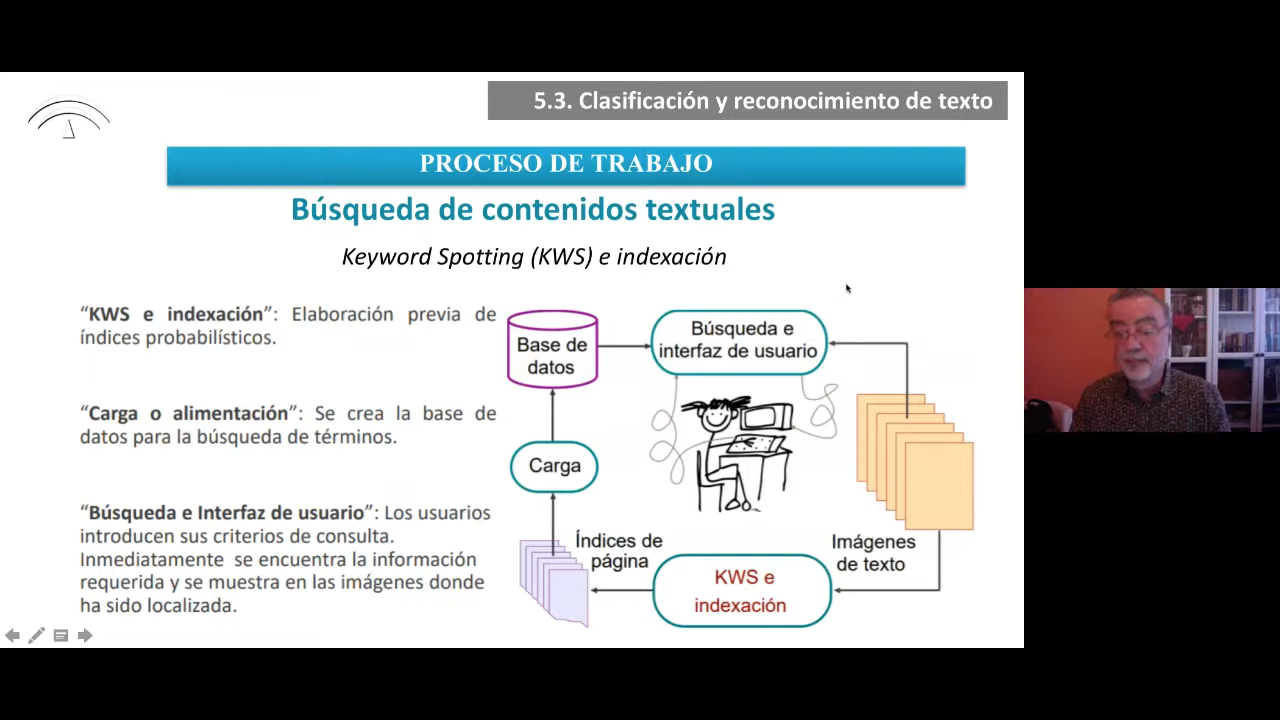 5.3. Clasificación y reconocimiento de texto
PROCESO DE TRABAJO
Búsqueda de contenidos textuales
Keyword Spotting (KWS) e indexación
“KWS e indexación”: Elaboración previa de
índices probabilísticos.
“Carga o alimentación”: Se crea la base de
datos para la búsqueda de términos.
“Búsqueda e Interfaz de usuario”: Los usuarios
introducen sus criterios de consulta.
Inmediatamente se encuentra la información
requerida y se muestra en las imágenes donde
ha sido localizada.
Base de
datos
Búsqueda e
interfaz de usuario
Carga
Índices de
página
KWS e
indexación
Imágenes
de texto